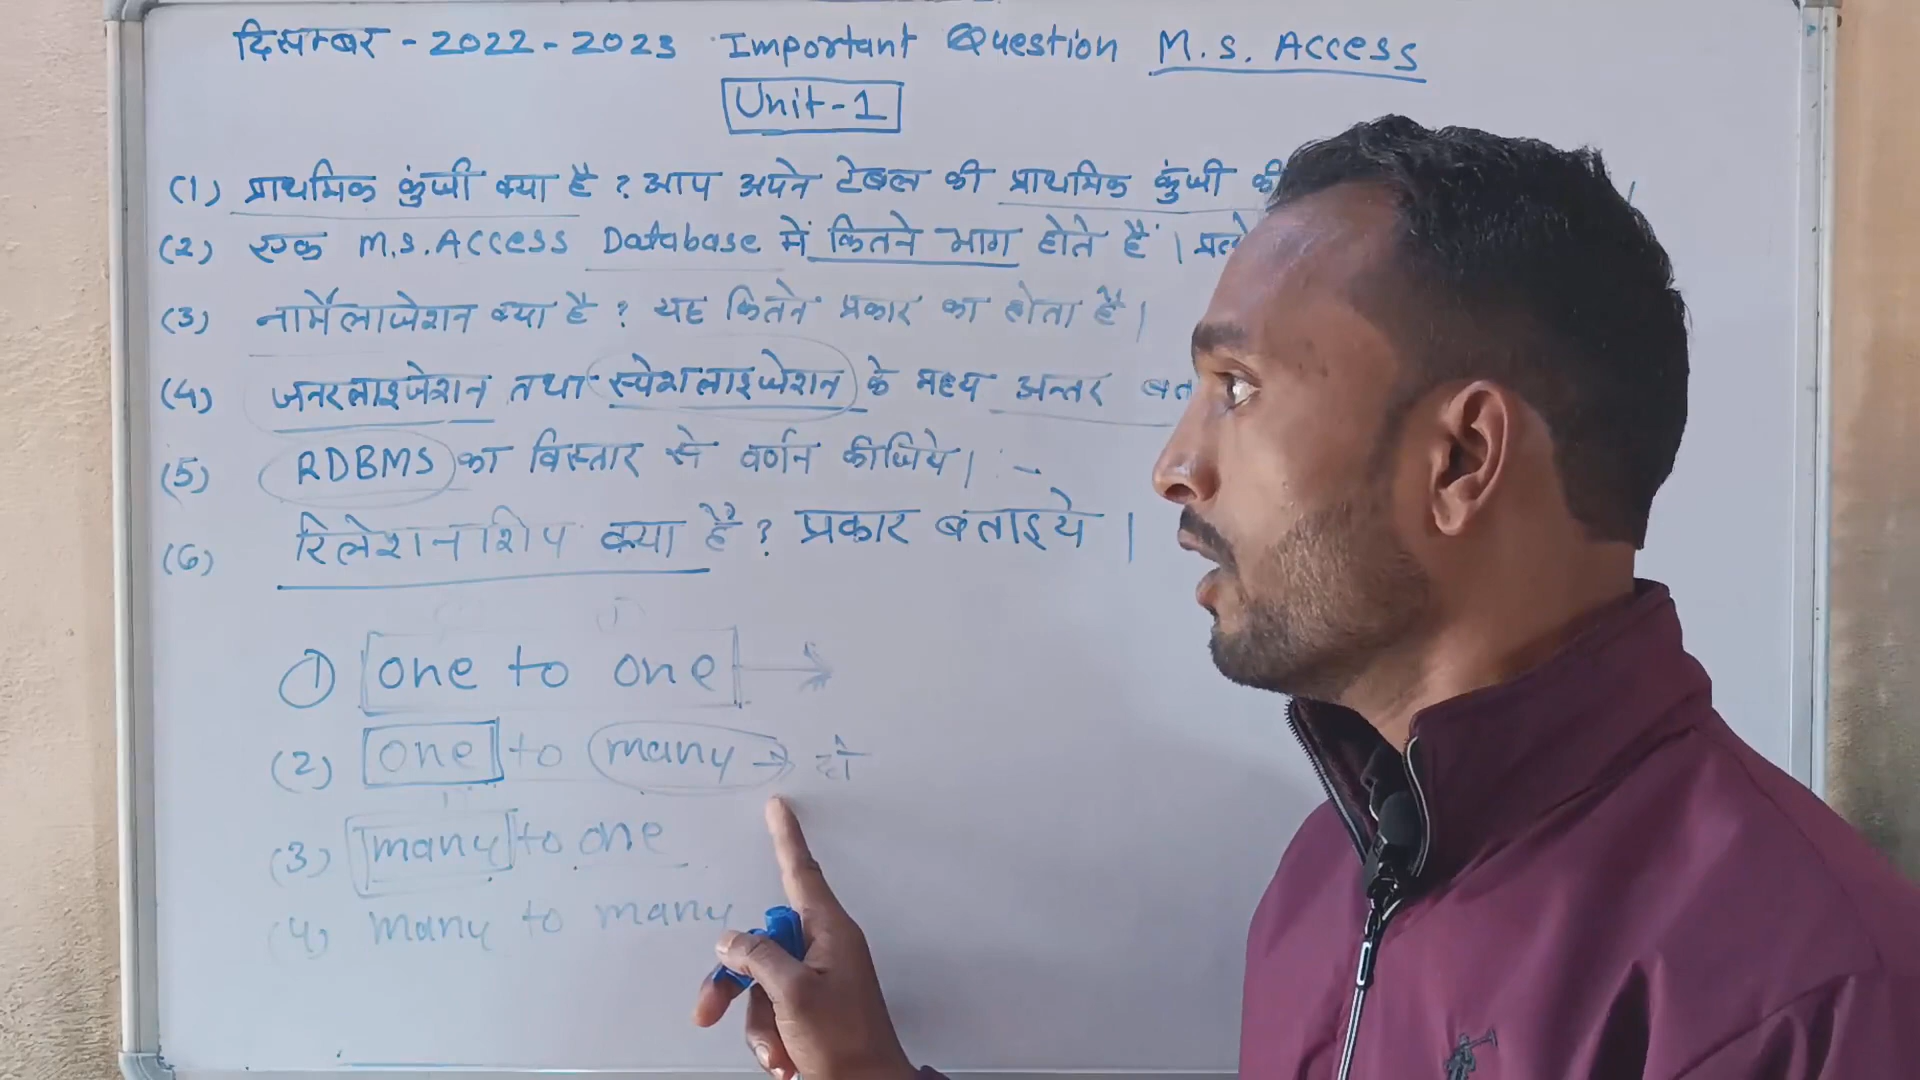 दिसम्बर - 2022-2023 Important Question M.S. Access
Unit-1
(1) प्राथमिक कुंजी क्या है ? आप अपने टेबल की प्राथमिक कुंजी की
(2) एक M.S. Access Database में कितने भाग होते है । 
(3) नार्मेलाजेशन क्या है ? यह कितने प्रकार का होता है ।
(4) जनरलाइजेशन तथा स्पेशलाइजेशन के मध्य अन्तर
(5) RDBMS का विस्तार से वर्णन कीजिये । -
(6) रिलेशनशिप क्या है ? प्रकार बताइये ।
① one to one →
(2) one to many → दो
(3) many to one
(4) many to many